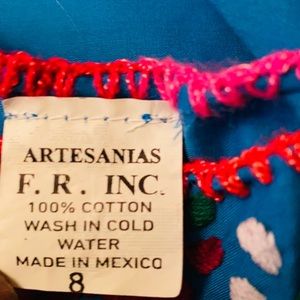 ARTESANIAS
F. R. INC.
100% COTTON
WASH IN COLD
WATER
MADE IN MEXICO
8